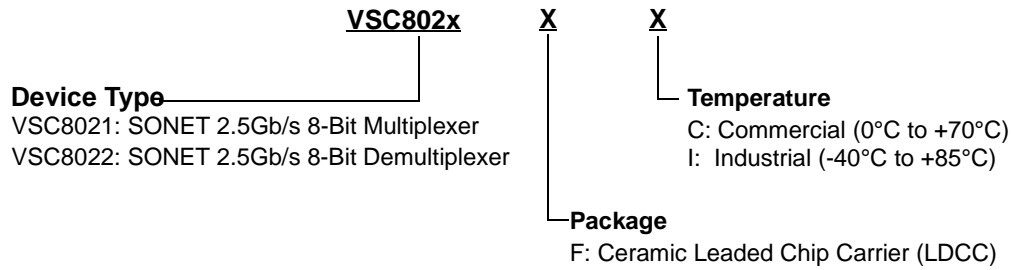 VSC802x X X
Device Type
VSC8021: SONET 2.5Gb/s 8-Bit Multiplexer
VSC8022: SONET 2.5Gb/s 8-Bit Demultiplexer
Temperature
C: Commercial (0°C to +70°C)
I: Industrial (-40°C to +85°C)
Package
F: Ceramic Leaded Chip Carrier (LDCC)